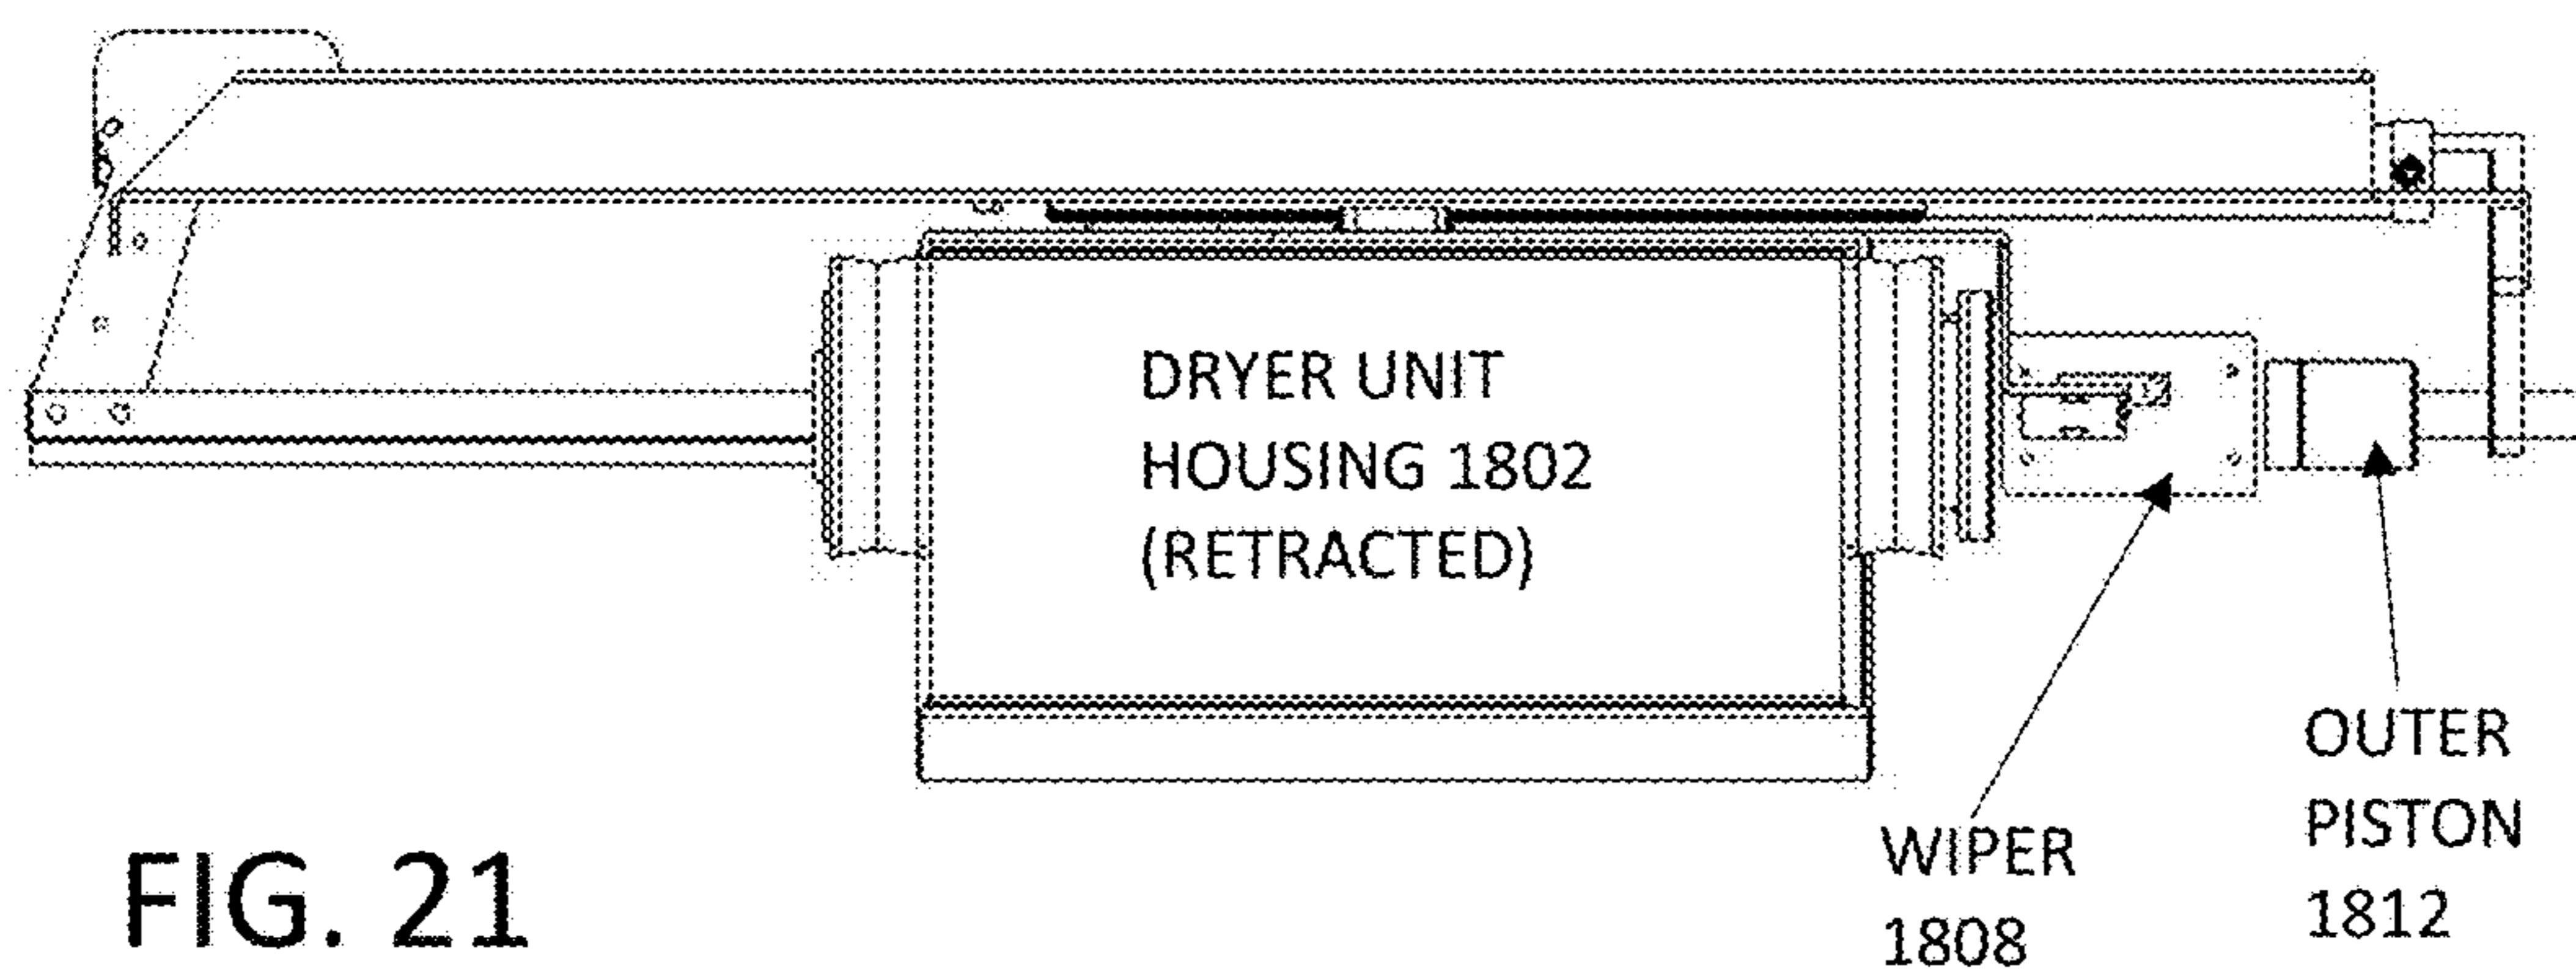 DRYER UNIT
HOUSING 1802
(RETRACTED)
WIPER
1808
OUTER
PISTON
1812
FIG. 21